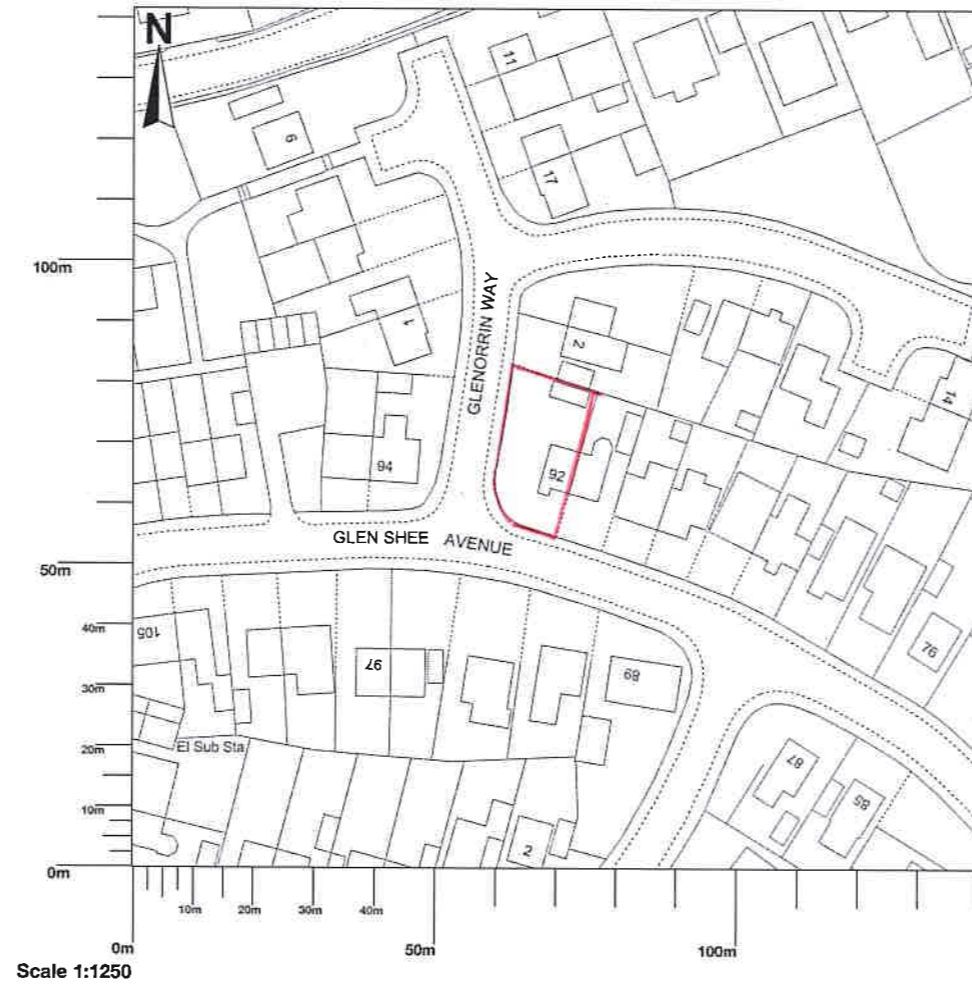 N
11
6
17
100m
GLENORRIN WAY
1
2
14
94
92
GLEN SHEE AVENUE
50m
40m
105
97
89
76
30m
20m
El Sub Sta
87
85
10m
2
0m
10m
20m
30m
40m
0m
50m
100m
Scale 1:1250